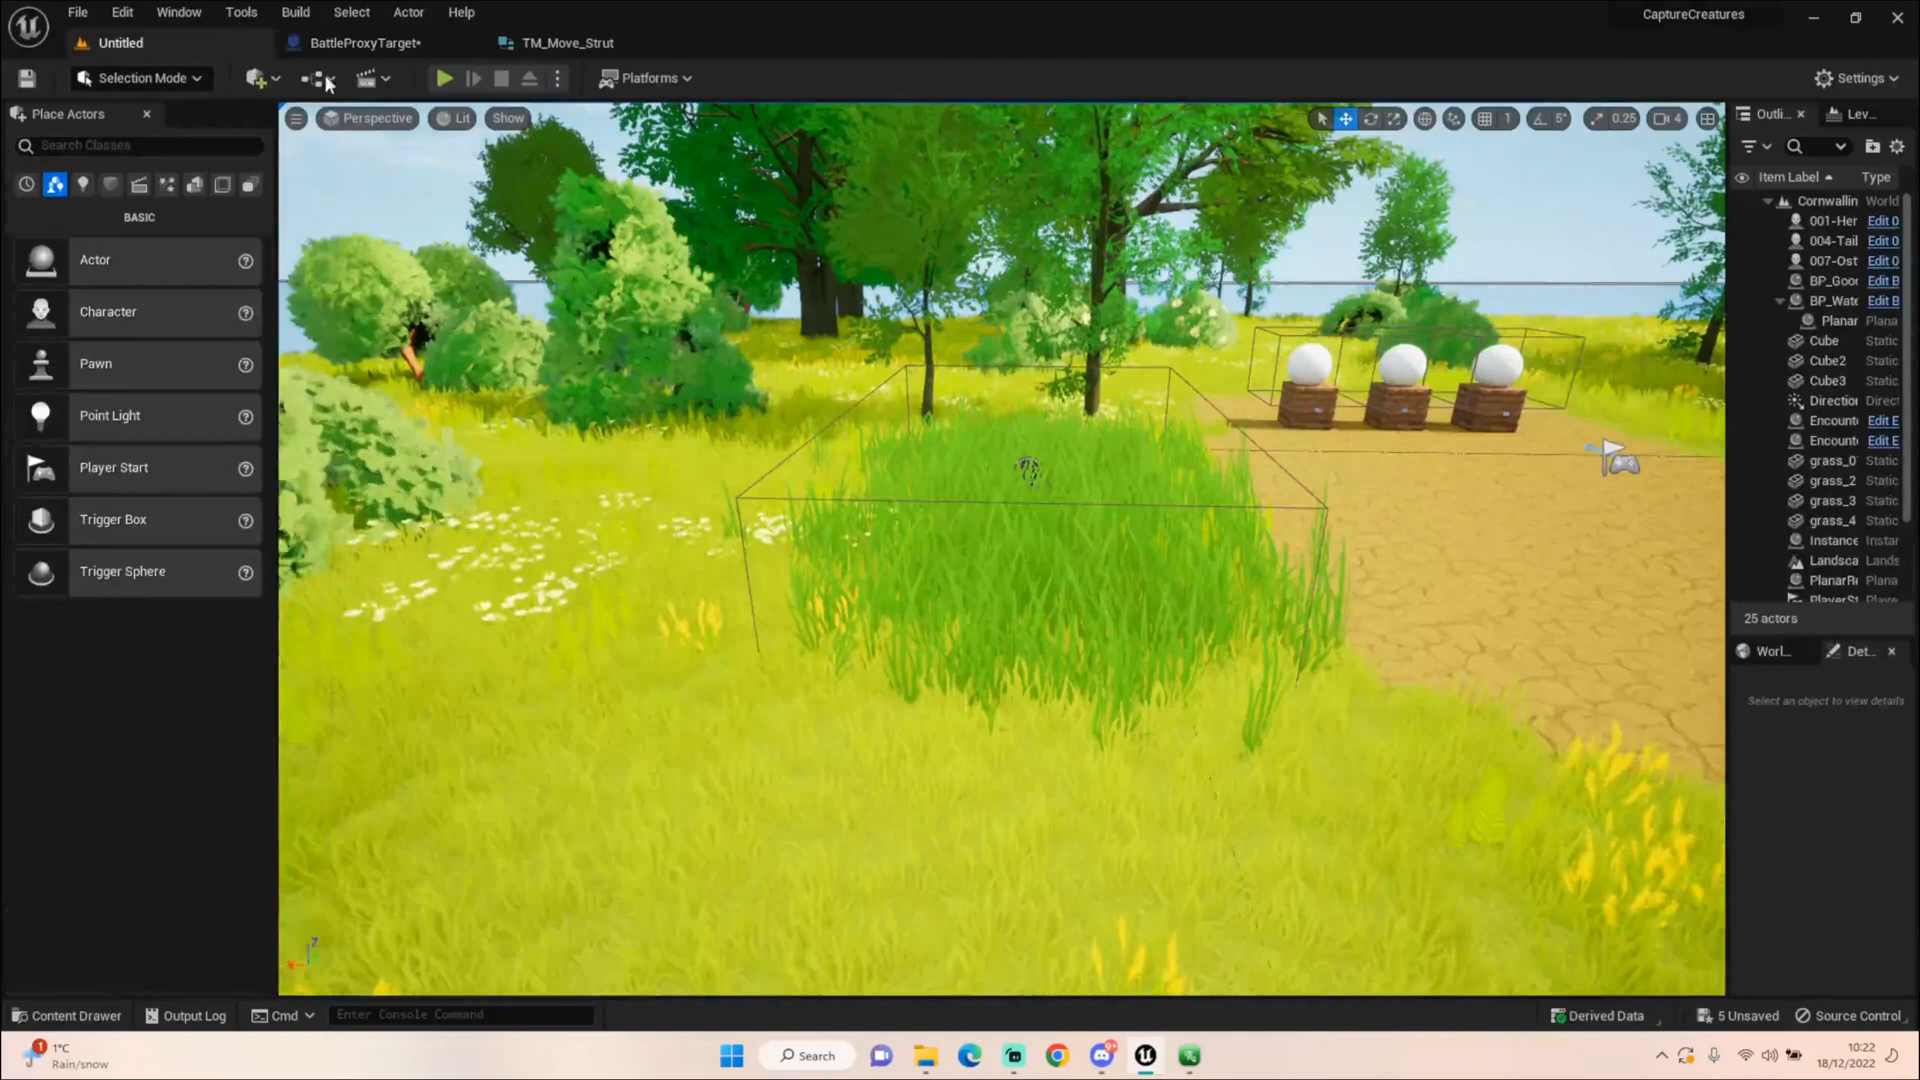 File Edit Window Tools Build Select Actor Help
CaptureCreatures
Untitled
BattleProxyTarget*
TM_Move_Strut
Selection Mode
Platforms
Settings
Place Actors
Search Classes
BASIC
Actor
Character
Pawn
Point Light
Player Start
Trigger Box
Trigger Sphere
Perspective
Lit
Show
1
5°
0.25
4
Outli...
Lev...
Item Label
Type
Cornwallin World
001-Her Edit 0
004-Tail Edit 0
007-Ost Edit 0
BP_Goo Edit B
BP_Wate Edit B
Planar Plana
Cube Static
Cube2 Static
Cube3 Static
Direction Direct
Encount Edit E
Encount Edit E
grass_0 Static
grass_2 Static
grass_3 Static
grass_4 Static
Instance Instar
Landsca Lands
PlanarRe Plana
PlayerSt Playe
25 actors
Worl...
Det...
Select an object to view details
Z
X
Content Drawer
Output Log
Cmd
Enter Console Command
Derived Data
5 Unsaved
Source Control
1
1°C
Rain/snow
Search
9+
10:22
18/12/2022